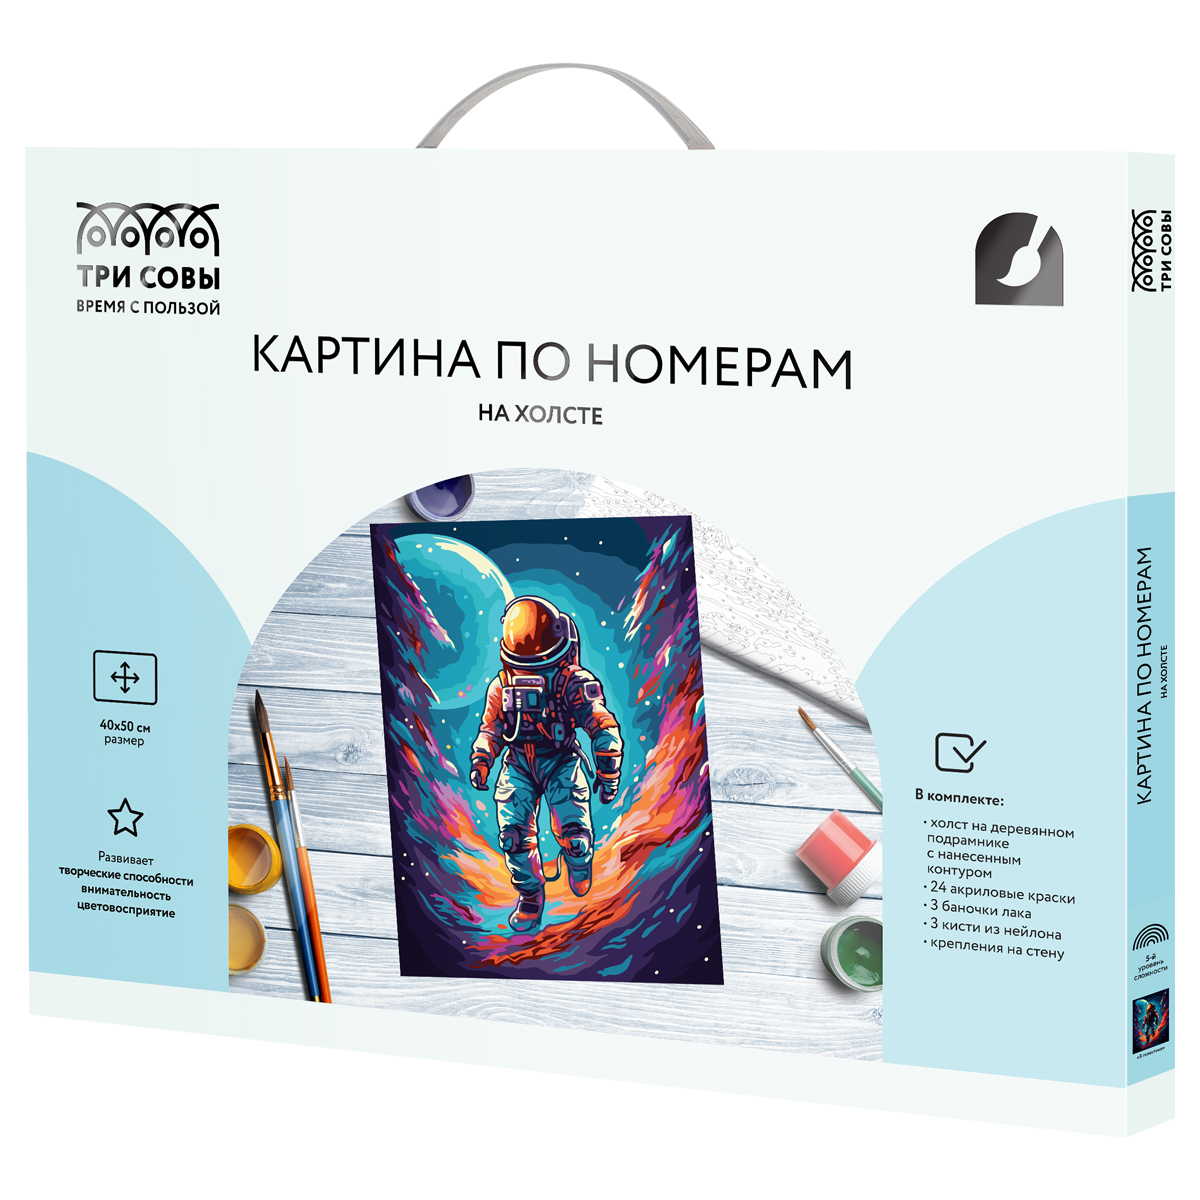 ТРИ СОВЫ
ВРЕМЯ С ПОЛЬЗОЙ
КАРТИНА ПО НОМЕРАМ
НА ХОЛСТЕ
40х50 см
размер
Развивает
творческие способности
внимательность
цветовосприятие
В комплекте:
• холст на деревянном
подрамнике
с нанесенным
контуром
• 24 акриловые краски
• 3 баночки лака
• 3 кисти из нейлона
• крепления на стену
ТРИ СОВЫ
КАРТИНА ПО НОМЕРАМ
НА ХОЛСТЕ
5-й
уровень
сложности